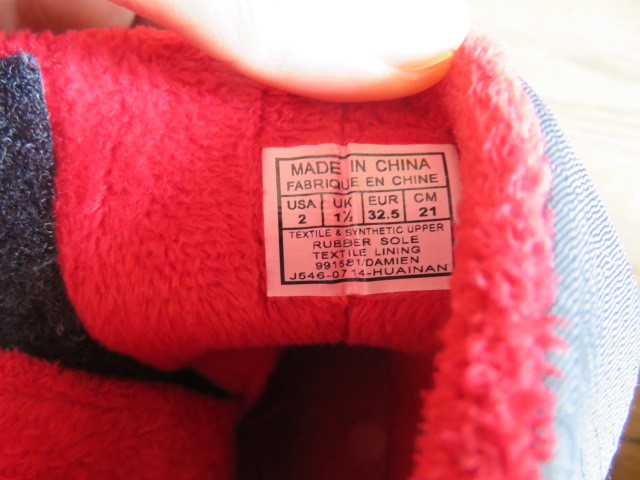 MADE IN CHINA
FABRIQUE EN CHINE
USA UK EUR CM
2 1½ 32.5 21
TEXTILE & SYNTHETIC UPPER
RUBBER SOLE
TEXTILE LINING
991581/DAMIEN
J546-0714-HUAINAN